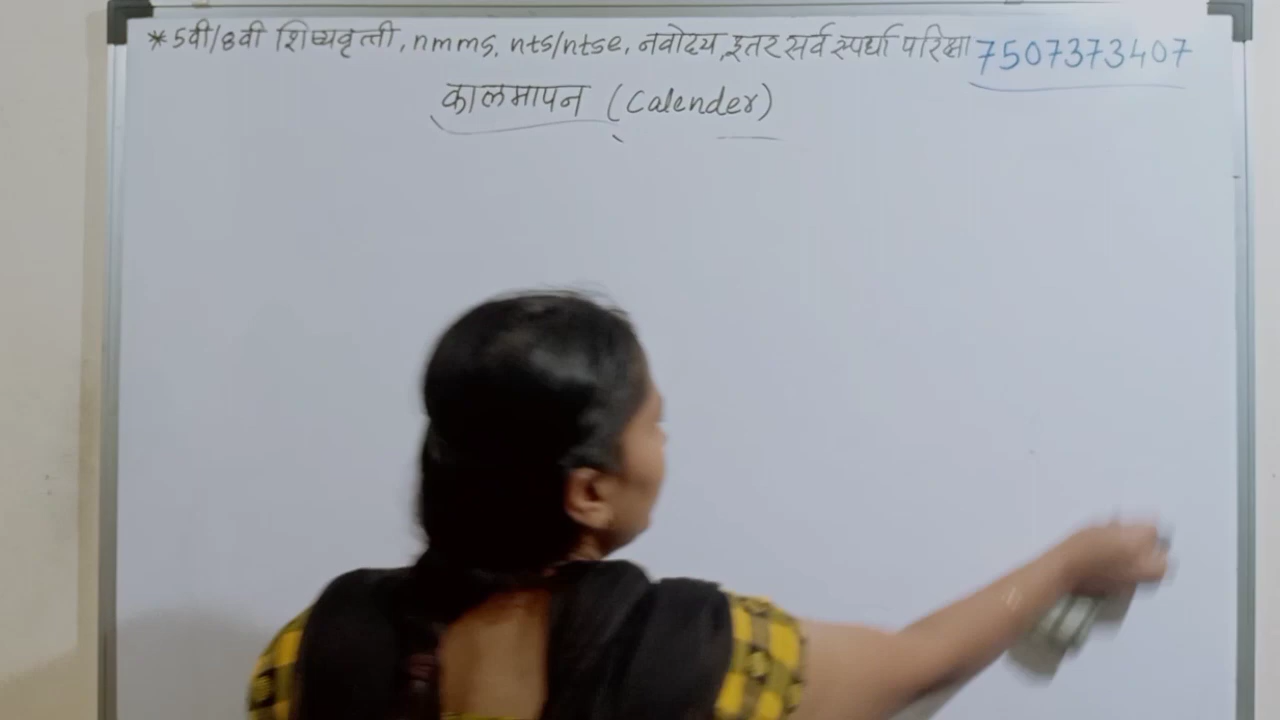 * 5वी/8वी शिष्यवृत्ती, nmms, nts/ntse, नवोदय, इतर सर्व स्पर्धा परिक्षा 7507373407
कालमापन (Calender)